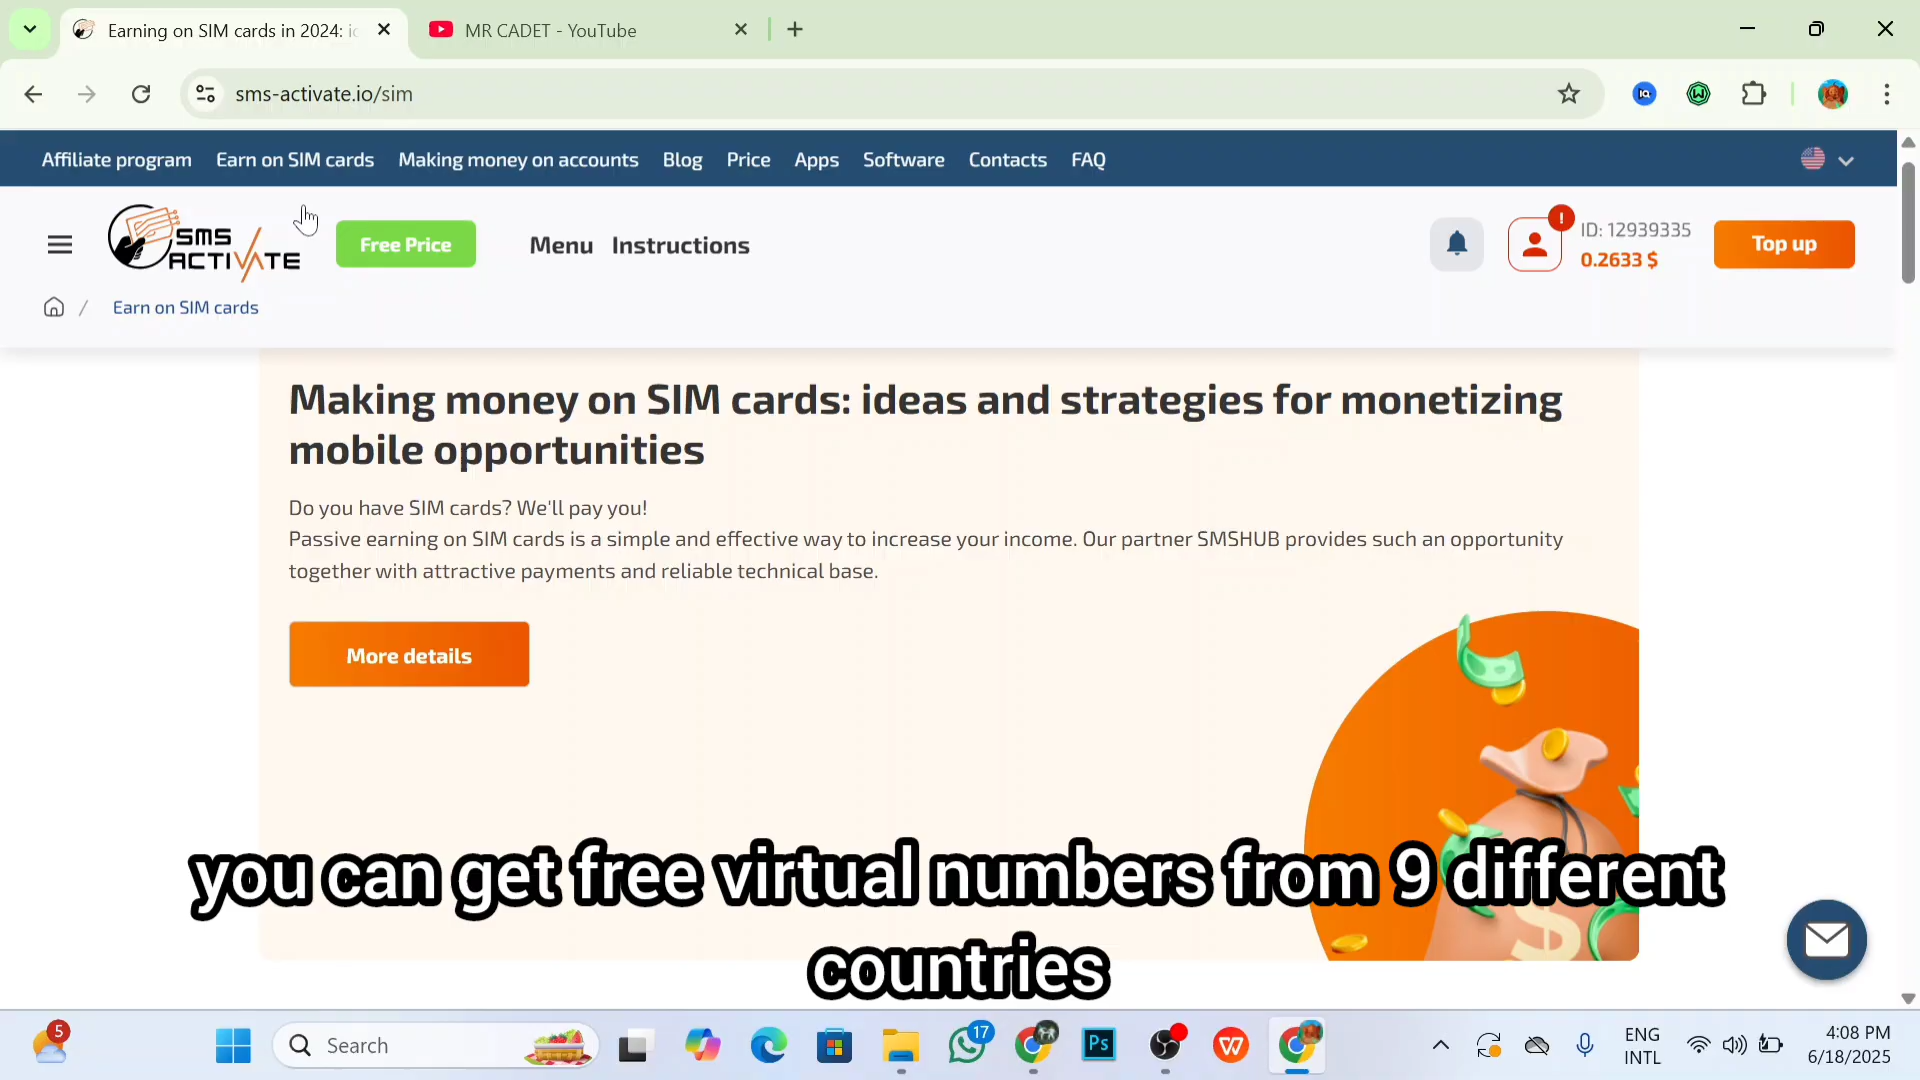 Earning on SIM cards in 2024: i
MR CADET - YouTube
sms-activate.io/sim
Affiliate program
Earn on SIM cards
Making money on accounts
Blog
Price
Apps
Software
Contacts
FAQ
SMS
ACTIVATE
Free Price
Menu
Instructions
!
ID: 12939335
0.2633 $
Top up
/ Earn on SIM cards
Making money on SIM cards: ideas and strategies for monetizing
mobile opportunities
Do you have SIM cards? We'll pay you!
Passive earning on SIM cards is a simple and effective way to increase your income. Our partner SMSHUB provides such an opportunity
together with attractive payments and reliable technical base.
More details
$
you can get free virtual numbers from 9 different
countries
5
Search
17
Ps
W
ENG
INTL
4:08 PM
6/18/2025